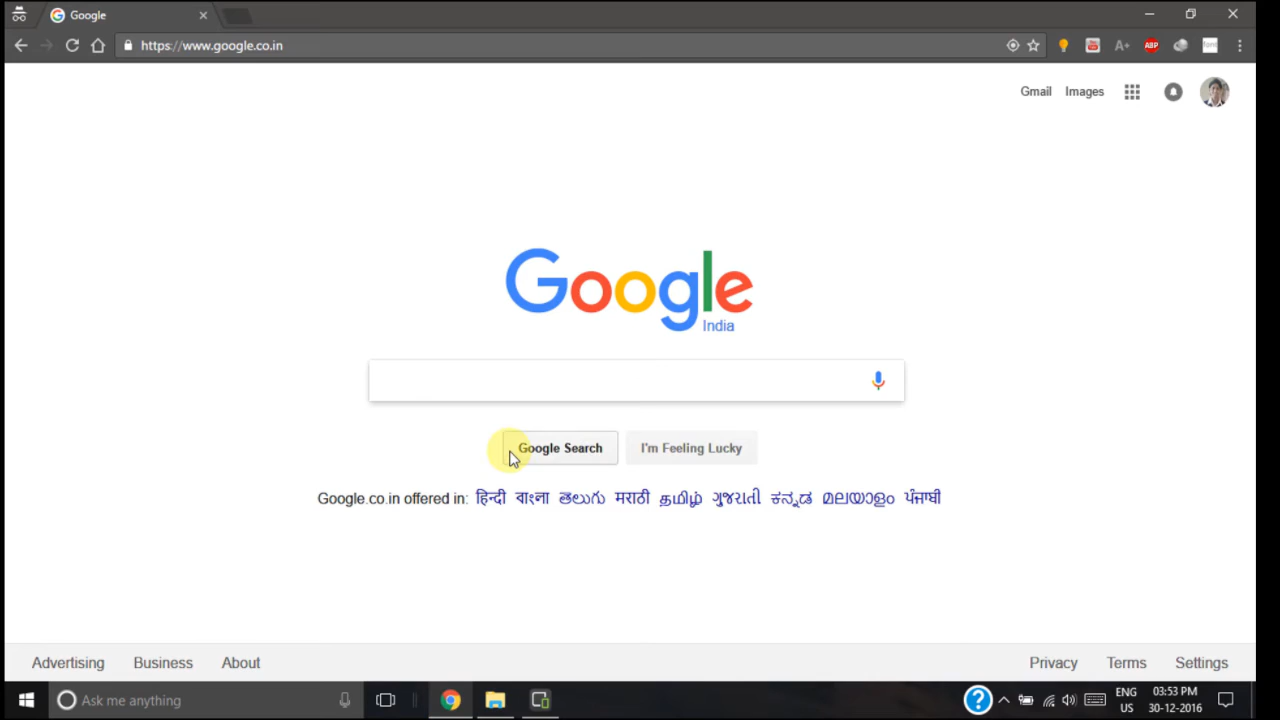 Google
https://www.google.co.in
ABP
Gmail Images
Google
India
Google Search I'm Feeling Lucky
Google.co.in offered in: हिन्दी বাংলা తెలుగు मराठी தமிழ் ગુજરાતી ಕನ್ನಡ മലയാളം ਪੰਜਾਬੀ
Advertising Business About Privacy Terms Settings
Ask me anything
ENG 03:53 PM
US 30-12-2016